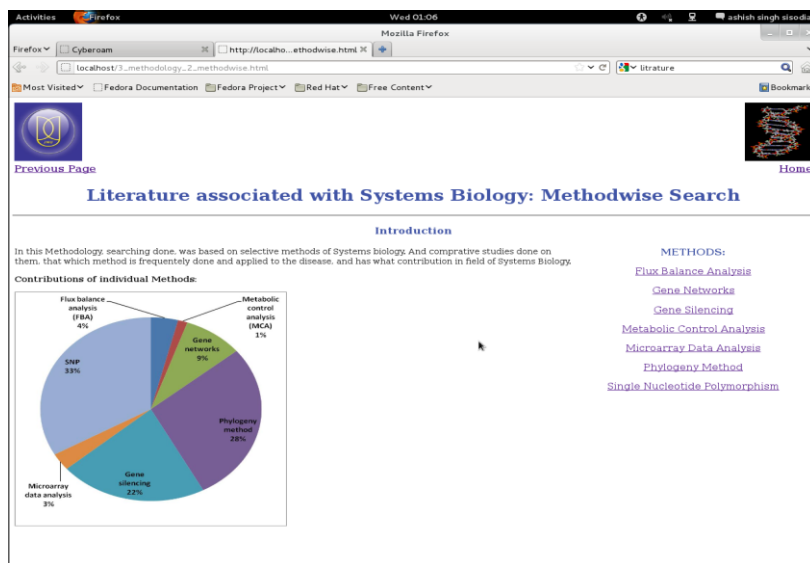 Activities Firefox Wed 01:06 ashish singh sisodia
Mozilla Firefox
Firefox Cyberoam http://localho...ethodwise.html
localhost/3_methodology_2_methodwise.html litrature
Most Visited Fedora Documentation Fedora Project Red Hat Free Content Bookmark
Previous Page Home
Literature associated with Systems Biology: Methodwise Search
Introduction
In this Methodology, searching done, was based on selective methods of Systems biology, And comprative studies done on
them, that which method is frequentely done and applied to the disease, and has what contribution in field of Systems Biology.
Contributions of individual Methods:
Flux balance
analysis
(FBA)
4%
Metabolic
control
analysis
(MCA)
1%
Gene
networks
9%
SNP
33%
Phylogeny
method
28%
Gene
silencing
22%
Microarray
data analysis
3%
METHODS:
Flux Balance Analysis
Gene Networks
Gene Silencing
Metabolic Control Analysis
Microarray Data Analysis
Phylogeny Method
Single Nucleotide Polymorphism